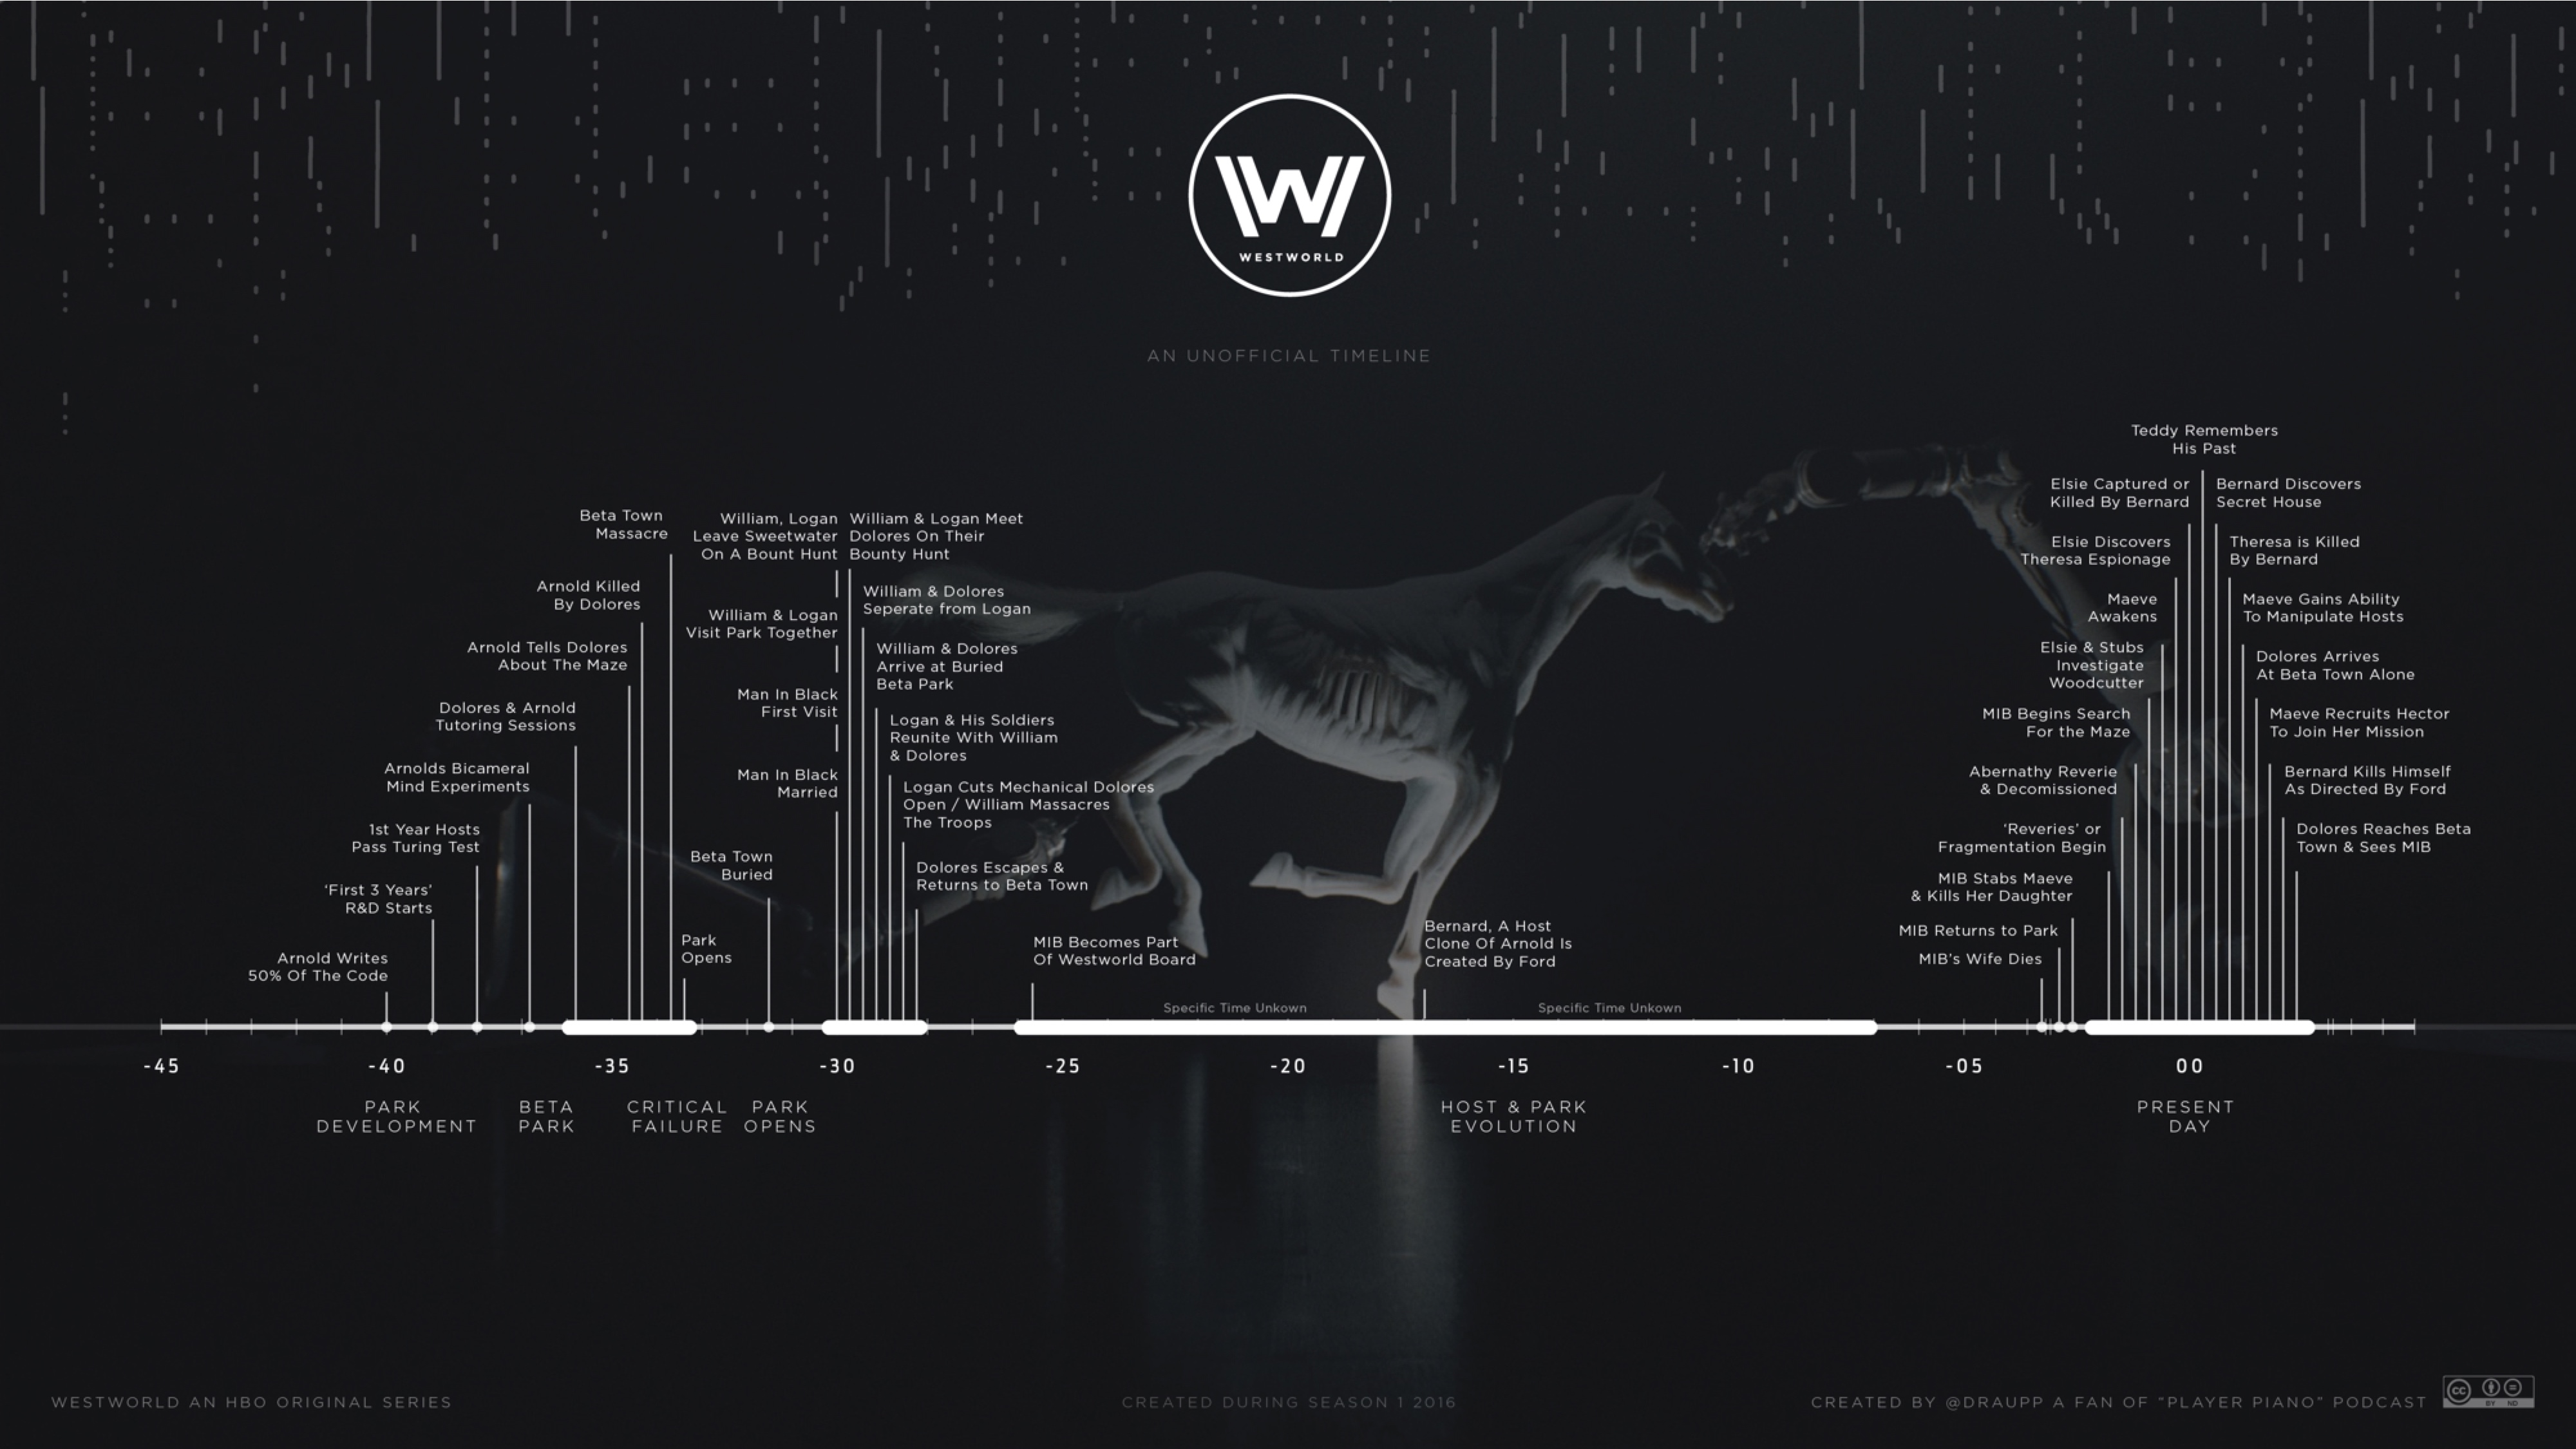 WESTWORLD
AN UNOFFICIAL TIMELINE
Arnold Writes
50% Of The Code
‘First 3 Years’
R&D Starts
1st Year Hosts
Pass Turing Test
Arnolds Bicameral
Mind Experiments
Dolores & Arnold
Tutoring Sessions
Arnold Tells Dolores
About The Maze
Arnold Killed
By Dolores
Beta Town
Massacre
Park
Opens
Beta Town
Buried
William, Logan
Leave Sweetwater
On A Bount Hunt
William & Logan
Visit Park Together
Man In Black
First Visit
Man In Black
Married
William & Logan Meet
Dolores On Their
Bounty Hunt
William & Dolores
Seperate from Logan
William & Dolores
Arrive at Buried
Beta Park
Logan & His Soldiers
Reunite With William
& Dolores
Logan Cuts Mechanical Dolores
Open / William Massacres
The Troops
Dolores Escapes &
Returns to Beta Town
MIB Becomes Part
Of Westworld Board
Specific Time Unkown
Bernard, A Host
Clone Of Arnold Is
Created By Ford
Specific Time Unkown
MIB’s Wife Dies
MIB Returns to Park
MIB Stabs Maeve
& Kills Her Daughter
‘Reveries’ or
Fragmentation Begin
Abernathy Reverie
& Decomissioned
MIB Begins Search
For the Maze
Elsie & Stubs
Investigate
Woodcutter
Maeve
Awakens
Elsie Discovers
Theresa Espionage
Elsie Captured or
Killed By Bernard
Teddy Remembers
His Past
Bernard Discovers
Secret House
Theresa is Killed
By Bernard
Maeve Gains Ability
To Manipulate Hosts
Dolores Arrives
At Beta Town Alone
Maeve Recruits Hector
To Join Her Mission
Bernard Kills Himself
As Directed By Ford
Dolores Reaches Beta
Town & Sees MIB
-45 -40 -35 -30 -25 -20 -15 -10 -05 00
PARK
DEVELOPMENT
BETA
PARK
CRITICAL
FAILURE
PARK
OPENS
HOST & PARK
EVOLUTION
PRESENT
DAY
WESTWORLD AN HBO ORIGINAL SERIES
CREATED DURING SEASON 1 2016
CREATED BY @DRAUPP A FAN OF "PLAYER PIANO" PODCAST
cc
BY ND